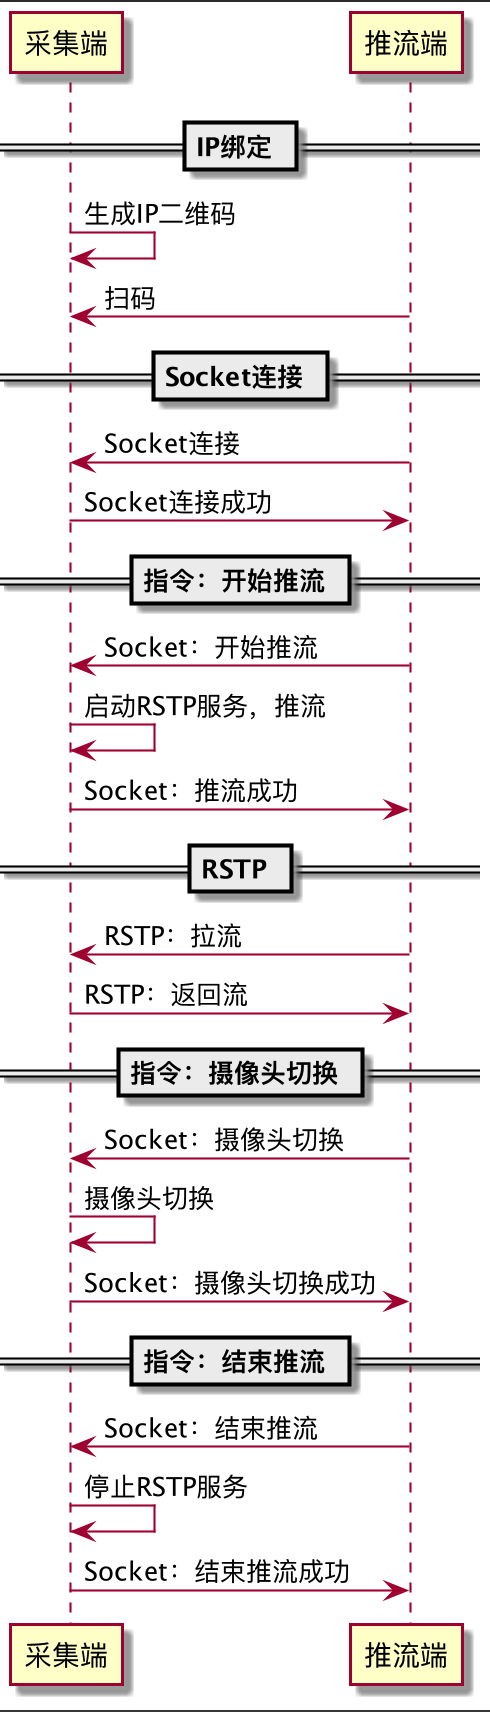 采集端 推流端
IP绑定
生成IP二维码
扫码
Socket连接
Socket连接
Socket连接成功
指令：开始推流
Socket：开始推流
启动RSTP服务，推流
Socket：推流成功
RSTP
RSTP：拉流
RSTP：返回流
指令：摄像头切换
Socket：摄像头切换
摄像头切换
Socket：摄像头切换成功
指令：结束推流
Socket：结束推流
停止RSTP服务
Socket：结束推流成功
采集端 推流端